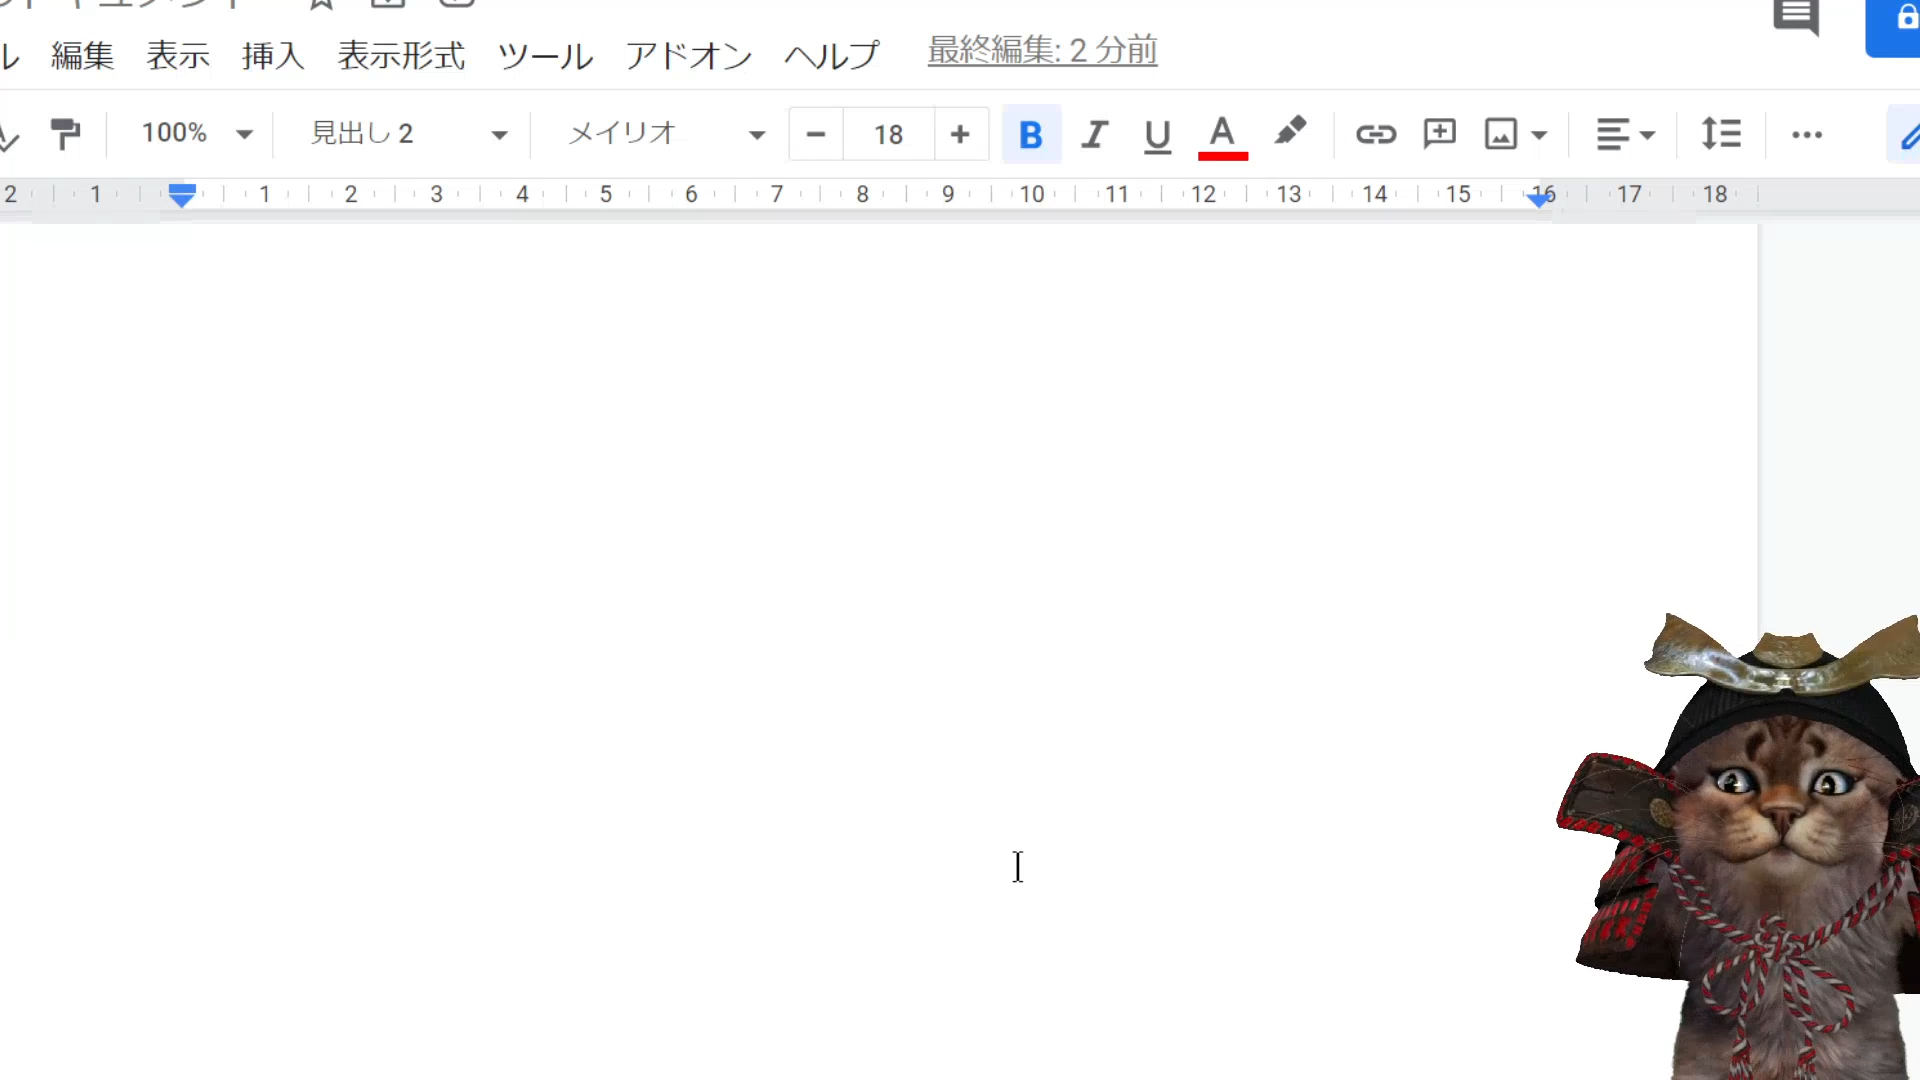 編集 表示 挿入 表示形式 ツール アドオン ヘルプ 最終編集: 2 分前
100% 見出し 2 メイリオ − 18 + B I U A
2 1 1 2 3 4 5 6 7 8 9 10 11 12 13 14 15 16 17 18